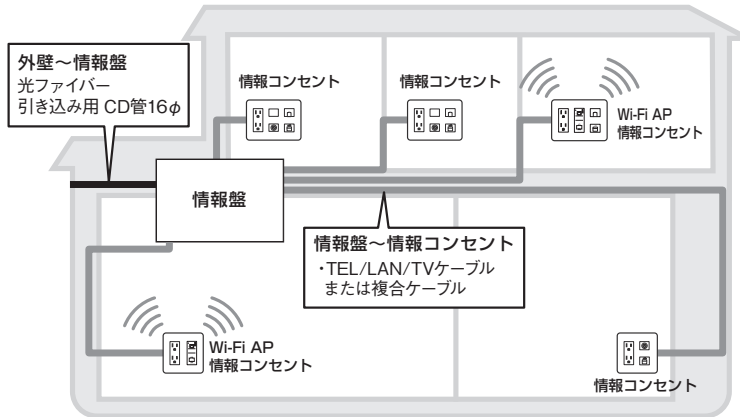 外壁～情報盤
光ファイバー
引き込み用 CD管16φ
情報コンセント
情報コンセント
Wi-Fi AP
情報コンセント
情報盤
情報盤～情報コンセント
・TEL/LAN/TVケーブル
または複合ケーブル
Wi-Fi AP
情報コンセント
情報コンセント